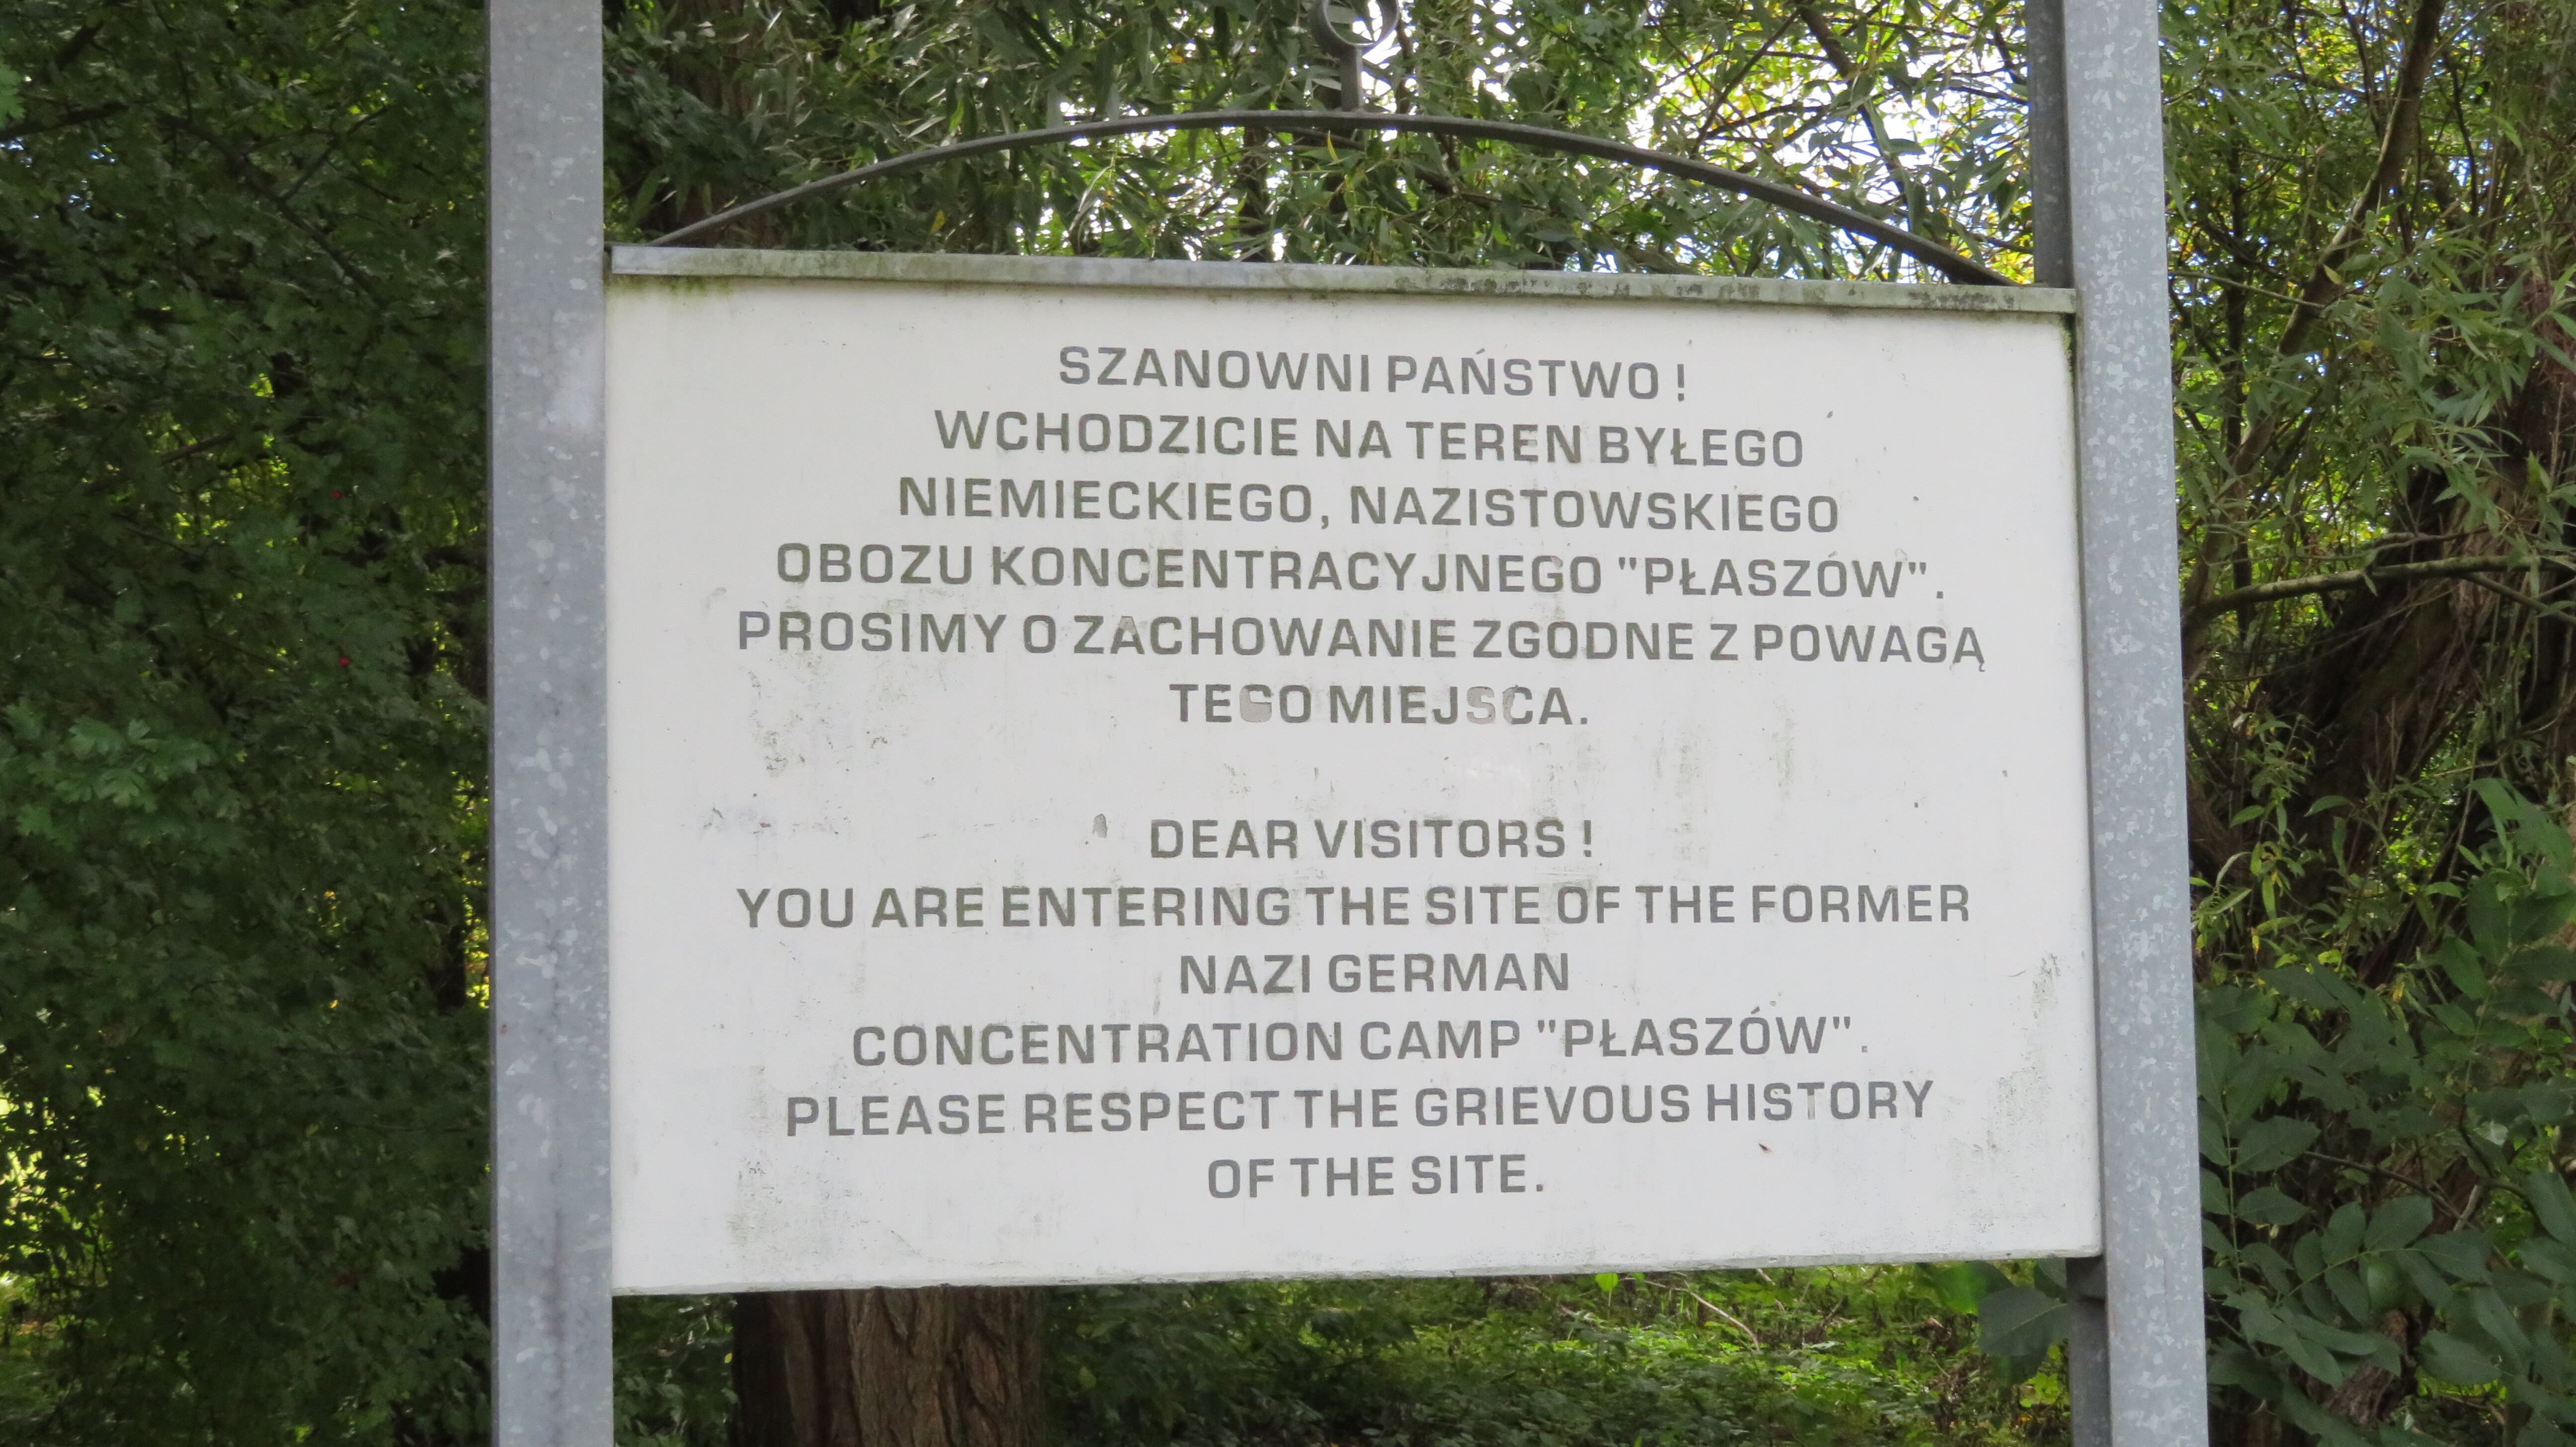 SZANOWNI PAŃSTWO !
WCHODZICIE NA TEREN BYŁEGO
NIEMIECKIEGO, NAZISTOWSKIEGO
OBOZU KONCENTRACYJNEGO "PŁASZÓW".
PROSIMY O ZACHOWANIE ZGODNE Z POWAGĄ
TEGO MIEJSCA.
DEAR VISITORS !
YOU ARE ENTERING THE SITE OF THE FORMER
NAZI GERMAN
CONCENTRATION CAMP "PŁASZÓW".
PLEASE RESPECT THE GRIEVOUS HISTORY
OF THE SITE.